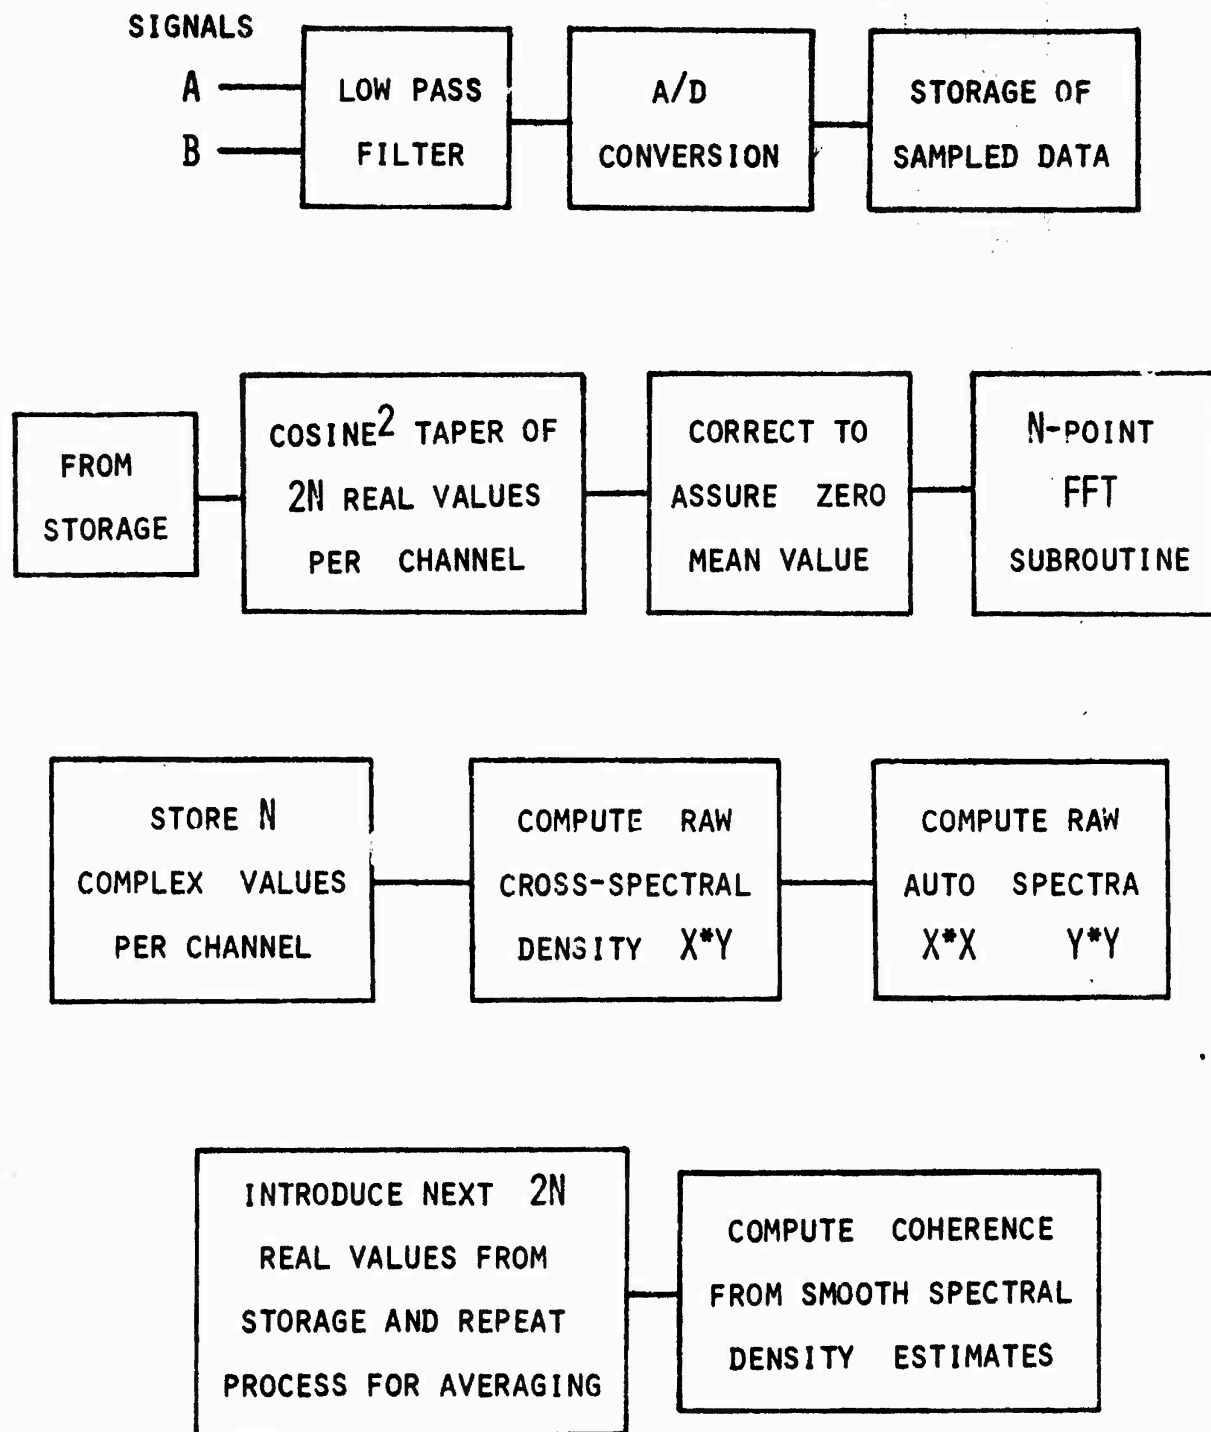 SIGNALS
A
B
LOW PASS
FILTER
A/D
CONVERSION
STORAGE OF
SAMPLED DATA
FROM
STORAGE
COSINE² TAPER OF
2N REAL VALUES
PER CHANNEL
CORRECT TO
ASSURE ZERO
MEAN VALUE
N-POINT
FFT
SUBROUTINE
STORE N
COMPLEX VALUES
PER CHANNEL
COMPUTE RAW
CROSS-SPECTRAL
DENSITY X*Y
COMPUTE RAW
AUTO SPECTRA
X*X Y*Y
INTRODUCE NEXT 2N
REAL VALUES FROM
STORAGE AND REPEAT
PROCESS FOR AVERAGING
COMPUTE COHERENCE
FROM SMOOTH SPECTRAL
DENSITY ESTIMATES